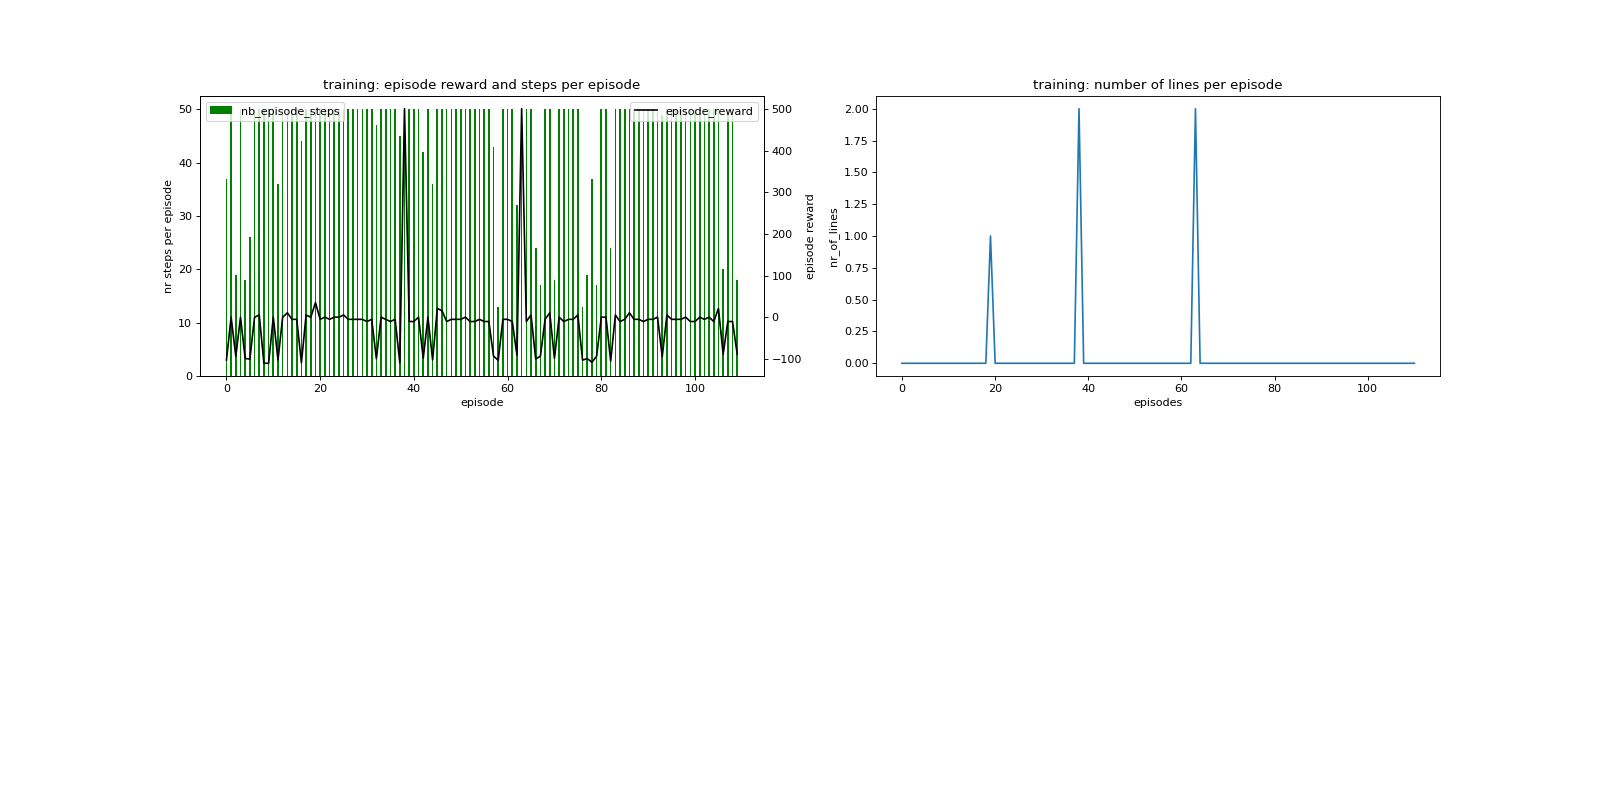 training: episode reward and steps per episode
nb_episode_steps
episode_reward
50
40
30
20
10
0
nr steps per episode
500
400
300
200
100
0
−100
episode reward
0 20 40 60 80 100
episode
training: number of lines per episode
2.00
1.75
1.50
1.25
1.00
0.75
0.50
0.25
0.00
nr_of_lines
0 20 40 60 80 100
episodes